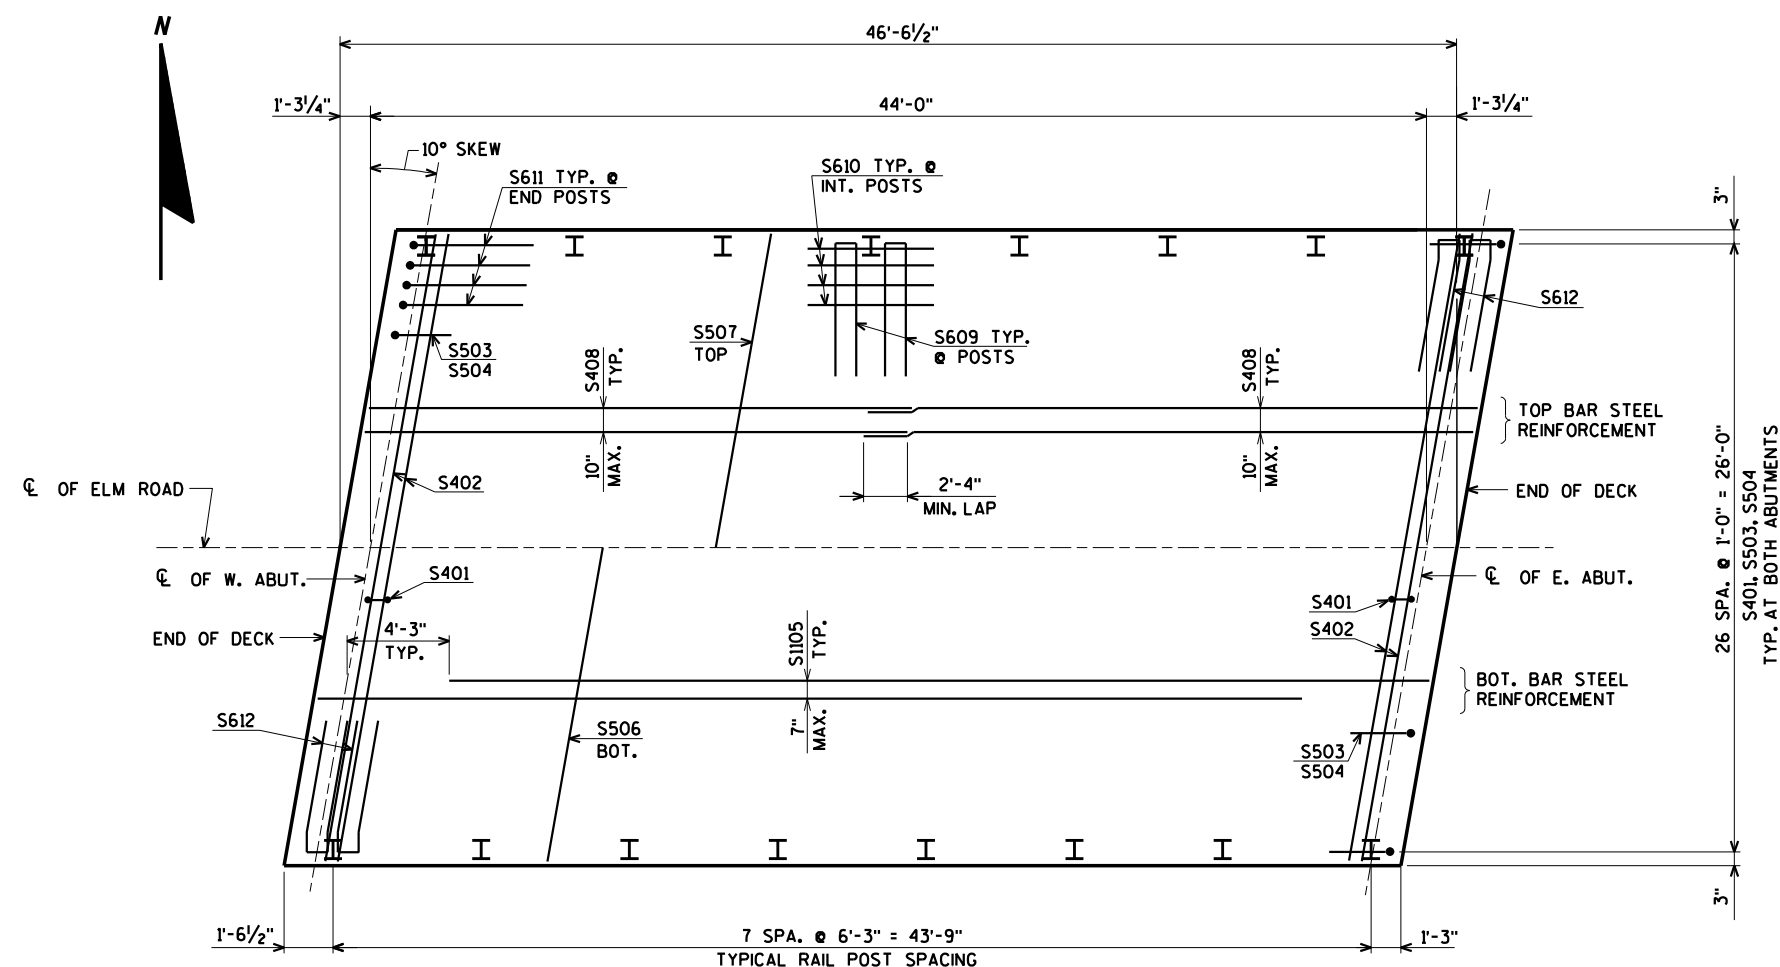 N
46'-6½"
1'-3¼"
44'-0"
1'-3¼"
10° SKEW
S611 TYP. @
END POSTS
S610 TYP. @
INT. POSTS
3"
S612
S507
TOP
S609 TYP.
@ POSTS
S503
S504
S408
TYP.
S408
TYP.
TOP BAR STEEL
REINFORCEMENT
10"
MAX.
10"
MAX.
S402
2'-4"
MIN. LAP
℄ OF ELM ROAD
END OF DECK
26 SPA. @ 1'-0" = 26'-0"
S401, S503, S504
TYP. AT BOTH ABUTMENTS
℄ OF W. ABUT.
S401
℄ OF E. ABUT.
S401
END OF DECK
4'-3"
TYP.
S1105
TYP.
S402
BOT. BAR STEEL
REINFORCEMENT
S612
7"
MAX.
S506
BOT.
S503
S504
3"
1'-6½"
7 SPA. @ 6'-3" = 43'-9"
TYPICAL RAIL POST SPACING
1'-3"